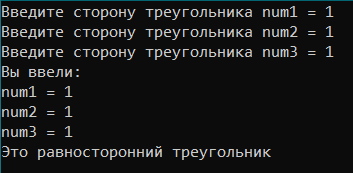 Введите сторону треугольника num1 = 1
Введите сторону треугольника num2 = 1
Введите сторону треугольника num3 = 1
Вы ввели:
num1 = 1
num2 = 1
num3 = 1
Это равносторонний треугольник